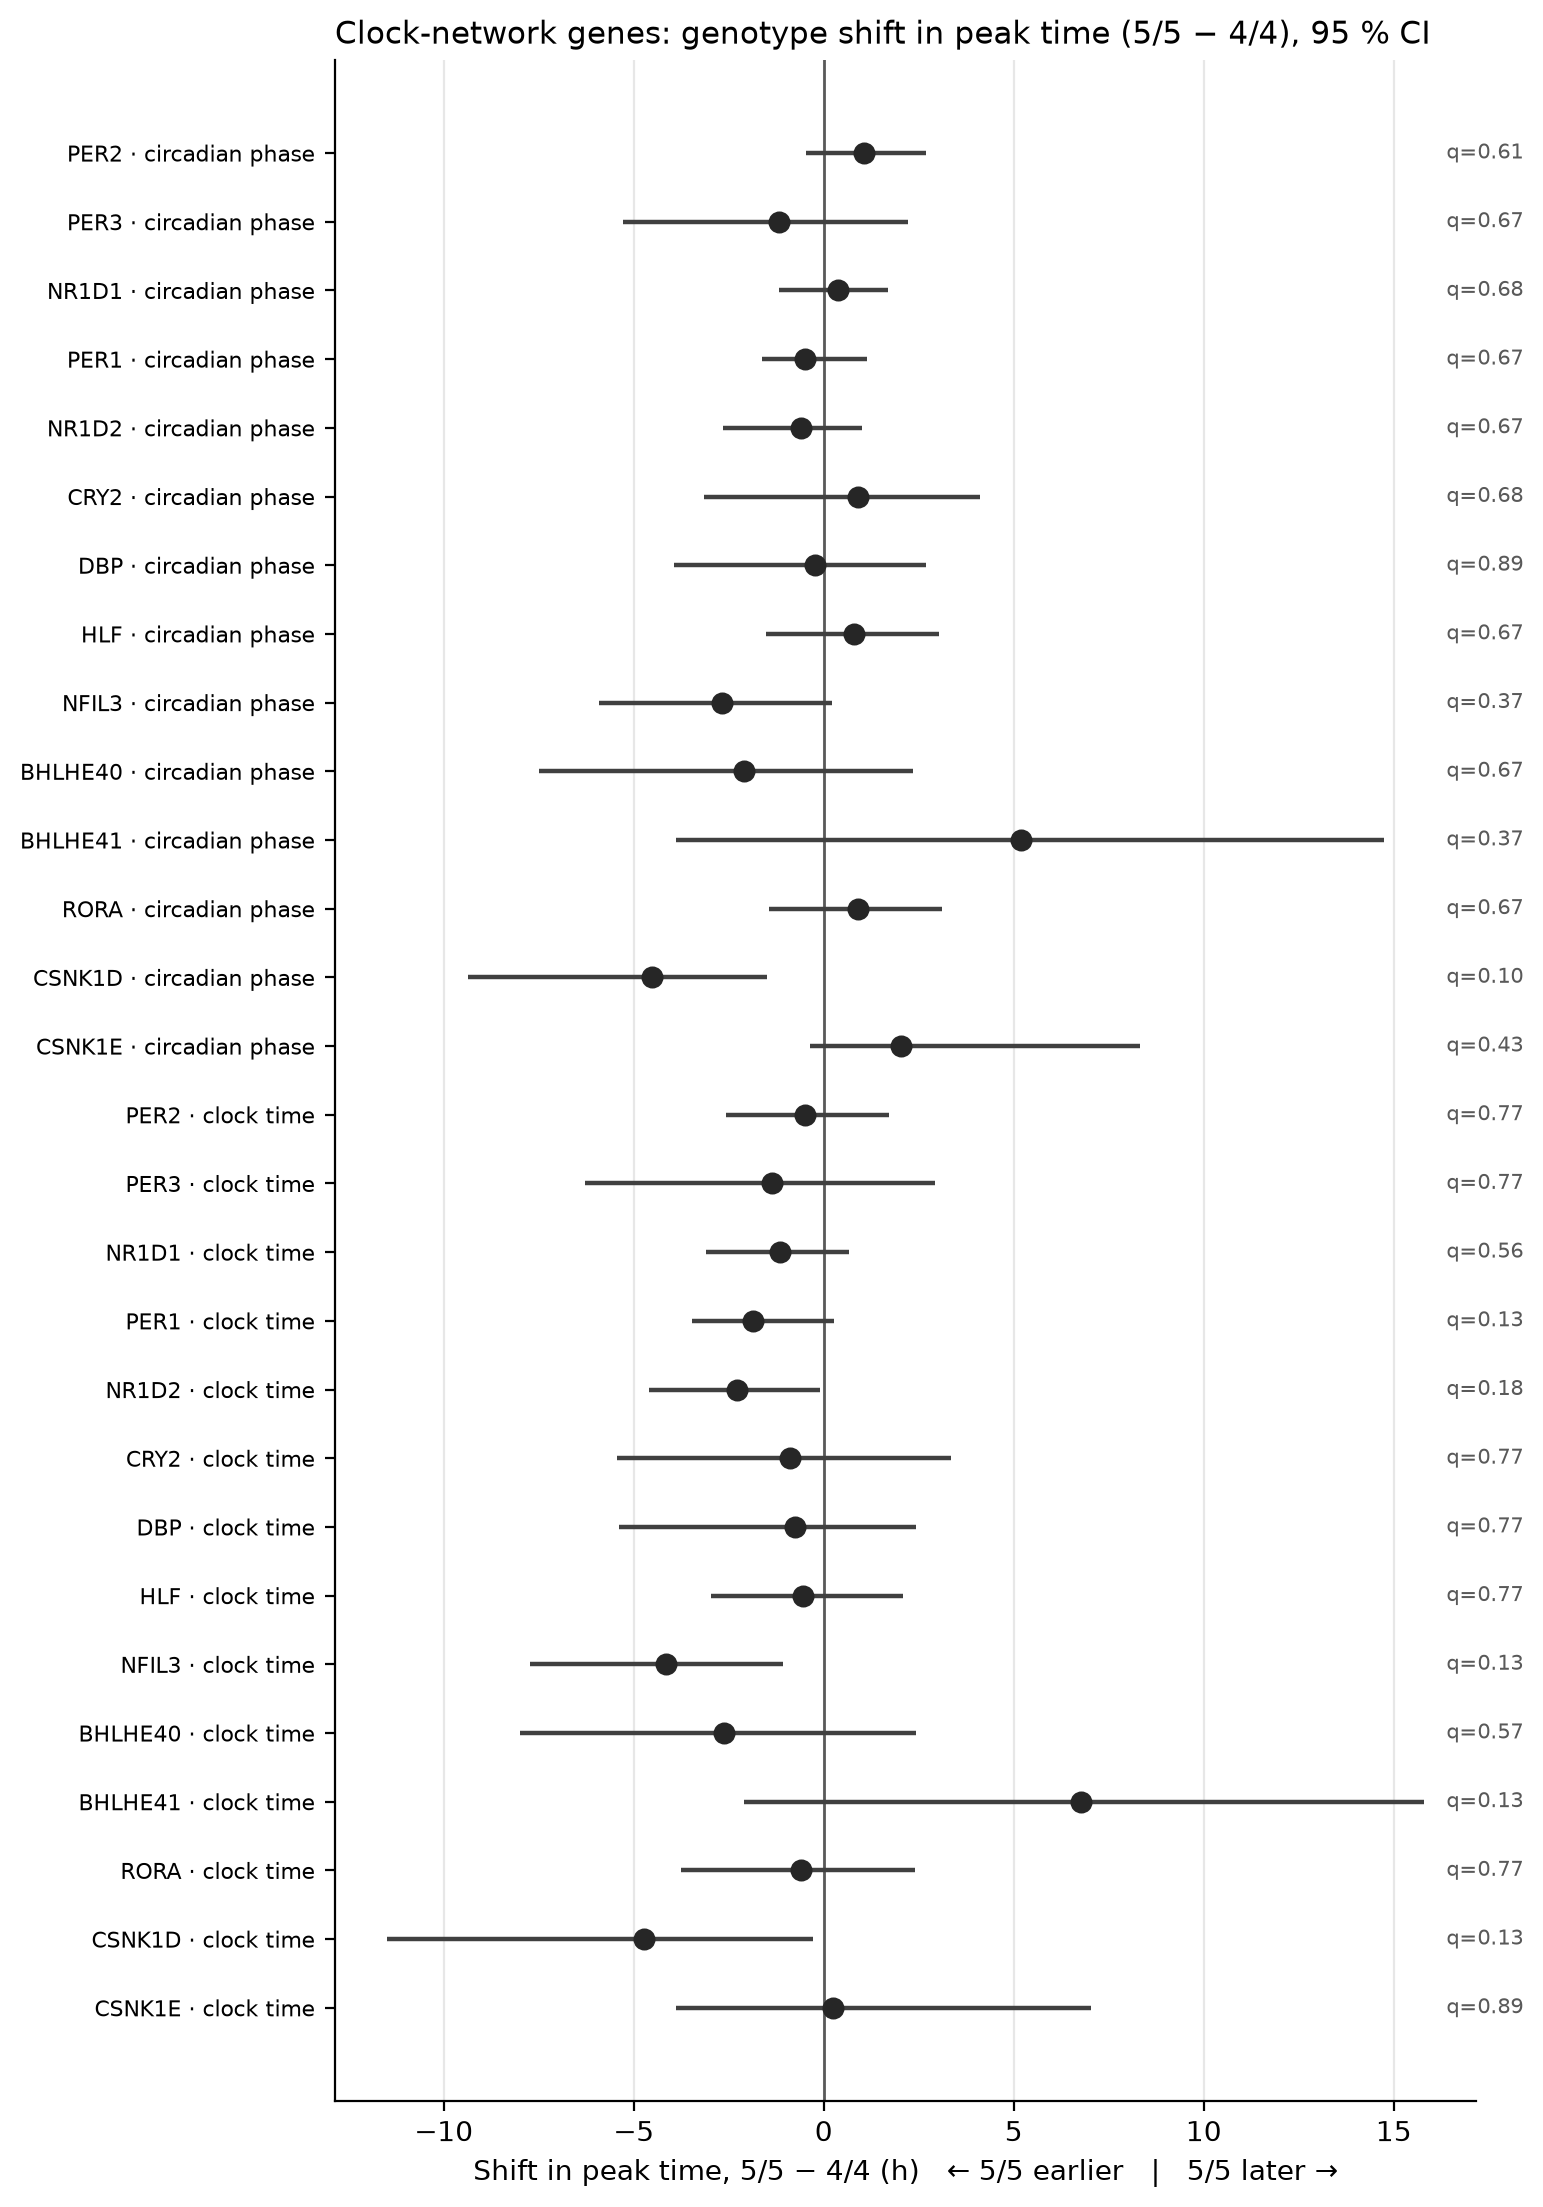 Clock-network genes: genotype shift in peak time (5/5 − 4/4), 95 % CI
PER2 · circadian phase q=0.61
PER3 · circadian phase q=0.67
NR1D1 · circadian phase q=0.68
PER1 · circadian phase q=0.67
NR1D2 · circadian phase q=0.67
CRY2 · circadian phase q=0.68
DBP · circadian phase q=0.89
HLF · circadian phase q=0.67
NFIL3 · circadian phase q=0.37
BHLHE40 · circadian phase q=0.67
BHLHE41 · circadian phase q=0.37
RORA · circadian phase q=0.67
CSNK1D · circadian phase q=0.10
CSNK1E · circadian phase q=0.43
PER2 · clock time q=0.77
PER3 · clock time q=0.77
NR1D1 · clock time q=0.56
PER1 · clock time q=0.13
NR1D2 · clock time q=0.18
CRY2 · clock time q=0.77
DBP · clock time q=0.77
HLF · clock time q=0.77
NFIL3 · clock time q=0.13
BHLHE40 · clock time q=0.57
BHLHE41 · clock time q=0.13
RORA · clock time q=0.77
CSNK1D · clock time q=0.13
CSNK1E · clock time q=0.89
−10 −5 0 5 10 15
Shift in peak time, 5/5 − 4/4 (h) ← 5/5 earlier | 5/5 later →